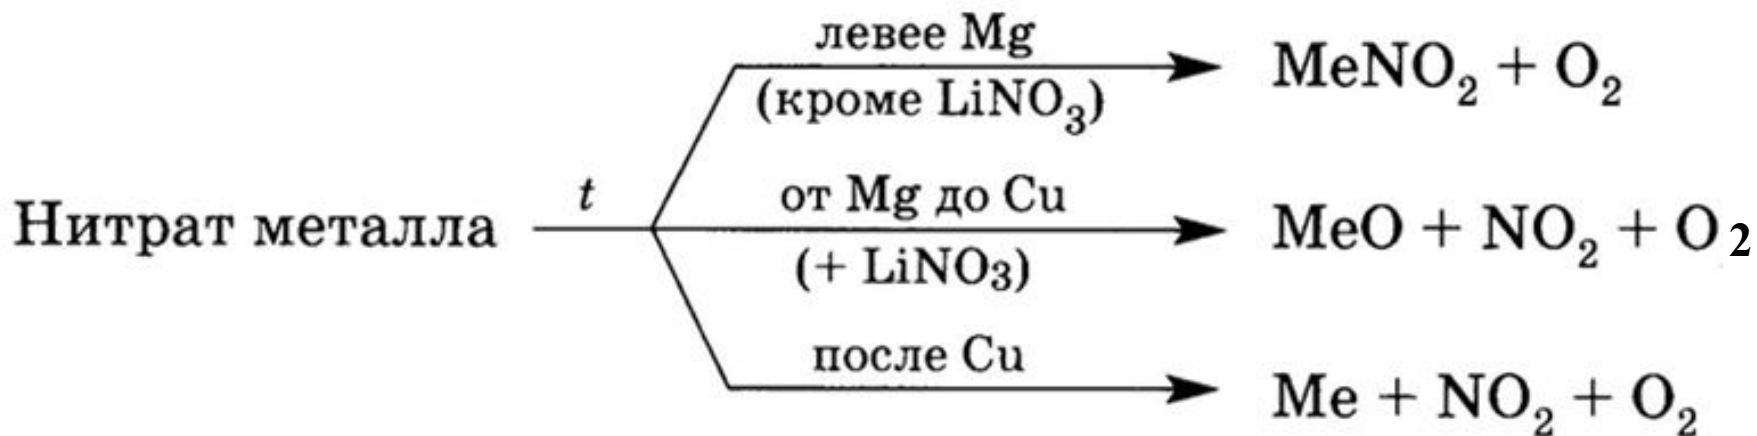 левее Mg
(кроме LiNO₃)
MeNO₂ + O₂
Нитрат металла
t
от Mg до Cu
(+ LiNO₃)
MeO + NO₂ + O₂
после Cu
Me + NO₂ + O₂